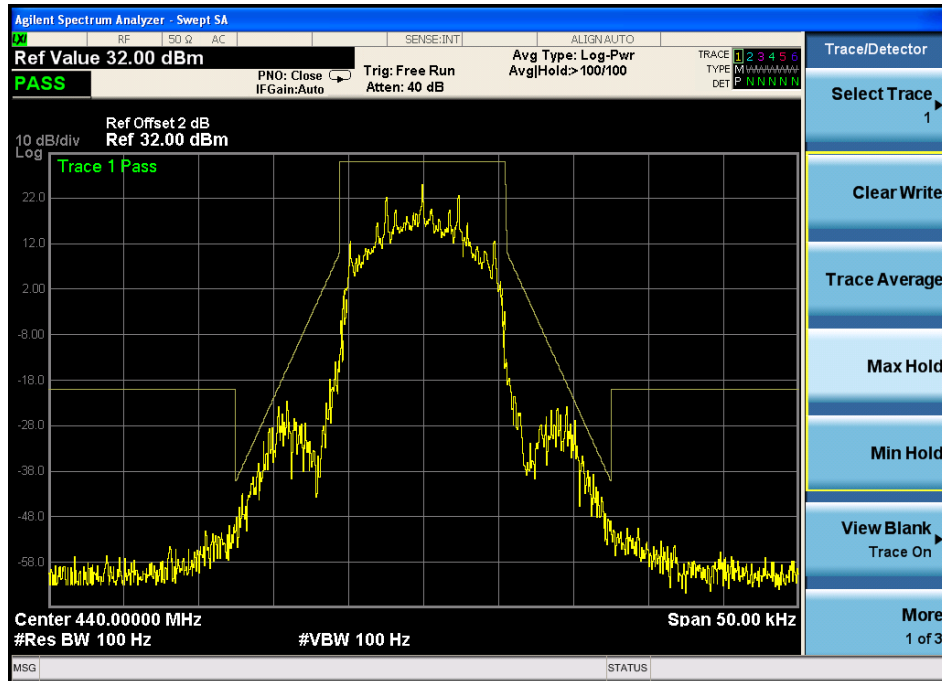 Agilent Spectrum Analyzer - Swept SA
LXI RF 50 Ω AC SENSE:INT ALIGNAUTO
Ref Value 32.00 dBm
PASS
PNO: Close
IFGain:Auto
Trig: Free Run
Atten: 40 dB
Avg Type: Log-Pwr
Avg|Hold:>100/100
TRACE 1 2 3 4 5 6
TYPE MWWWWW
DET P N N N N N
Ref Offset 2 dB
10 dB/div Ref 32.00 dBm
Log
Trace 1 Pass
22.0
12.0
2.00
-8.00
-18.0
-28.0
-38.0
-48.0
-58.0
Center 440.00000 MHz Span 50.00 kHz
#Res BW 100 Hz #VBW 100 Hz
MSG STATUS
Trace/Detector
Select Trace
1
Clear Write
Trace Average
Max Hold
Min Hold
View Blank
Trace On
More
1 of 3